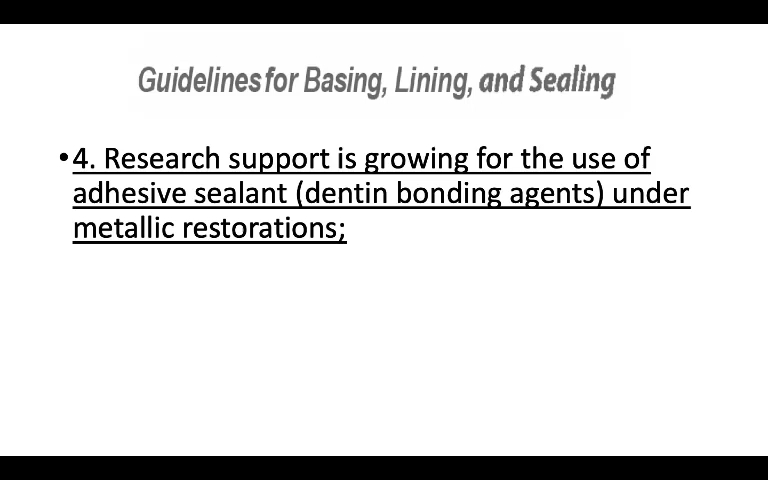 Guidelines for Basing, Lining, and Sealing
•4. Research support is growing for the use of
adhesive sealant (dentin bonding agents) under
metallic restorations;